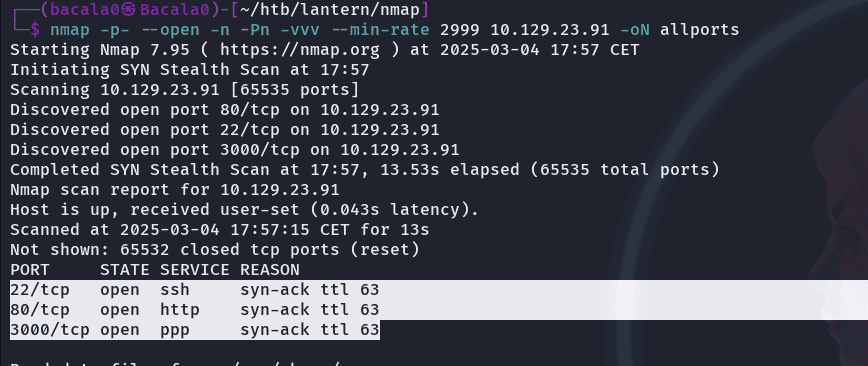 ┌──(bacala0㉿Bacala0)-[~/htb/lantern/nmap]
└─$ nmap -p- --open -n -Pn -vvv --min-rate 2999 10.129.23.91 -oN allports
Starting Nmap 7.95 ( https://nmap.org ) at 2025-03-04 17:57 CET
Initiating SYN Stealth Scan at 17:57
Scanning 10.129.23.91 [65535 ports]
Discovered open port 80/tcp on 10.129.23.91
Discovered open port 22/tcp on 10.129.23.91
Discovered open port 3000/tcp on 10.129.23.91
Completed SYN Stealth Scan at 17:57, 13.53s elapsed (65535 total ports)
Nmap scan report for 10.129.23.91
Host is up, received user-set (0.043s latency).
Scanned at 2025-03-04 17:57:15 CET for 13s
Not shown: 65532 closed tcp ports (reset)
PORT     STATE SERVICE REASON
22/tcp   open  ssh     syn-ack ttl 63
80/tcp   open  http    syn-ack ttl 63
3000/tcp open  ppp     syn-ack ttl 63